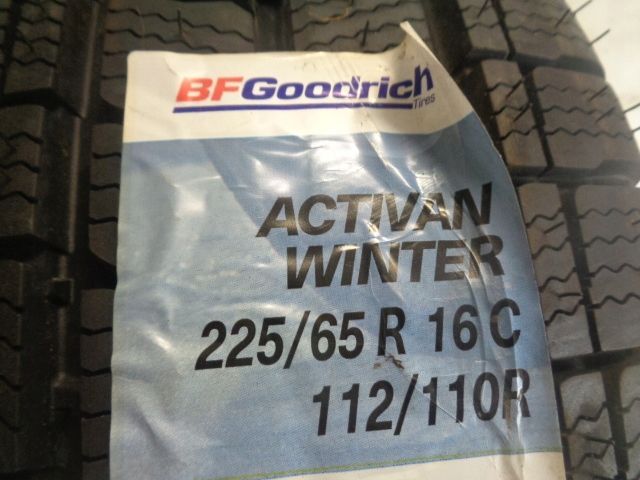 BFGoodrich
Tires
ACTIVAN
WINTER
225/65 R 16 C
112/110R